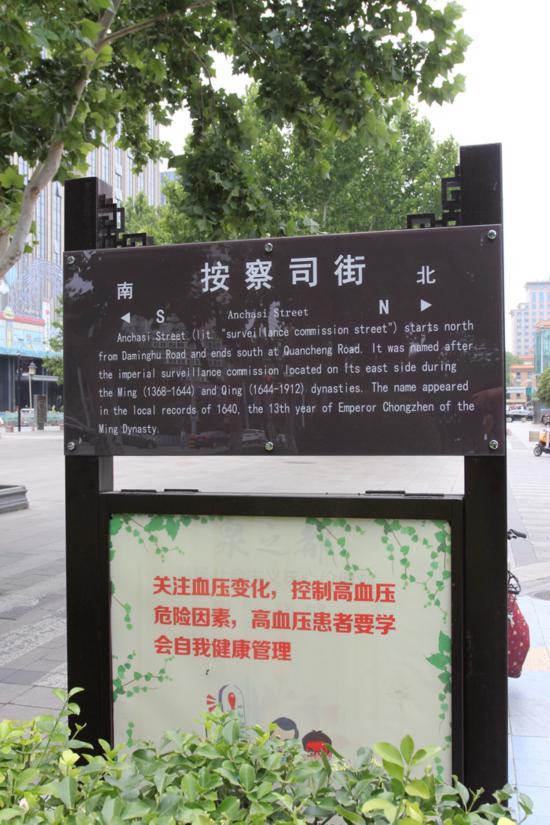 按察司街
南 北
◀ S Anchasi Street N ▶
Anchasi Street (lit. "surveillance commission street") starts north
from Daminghu Road and ends south at Quancheng Road. It was named after
the imperial surveillance commission located on its east side during
the Ming (1368-1644) and Qing (1644-1912) dynasties. The name appeared
in the local records of 1640, the 13th year of Emperor Chongzhen of the
Ming Dynasty.
关注血压变化，控制高血压
危险因素，高血压患者要学
会自我健康管理